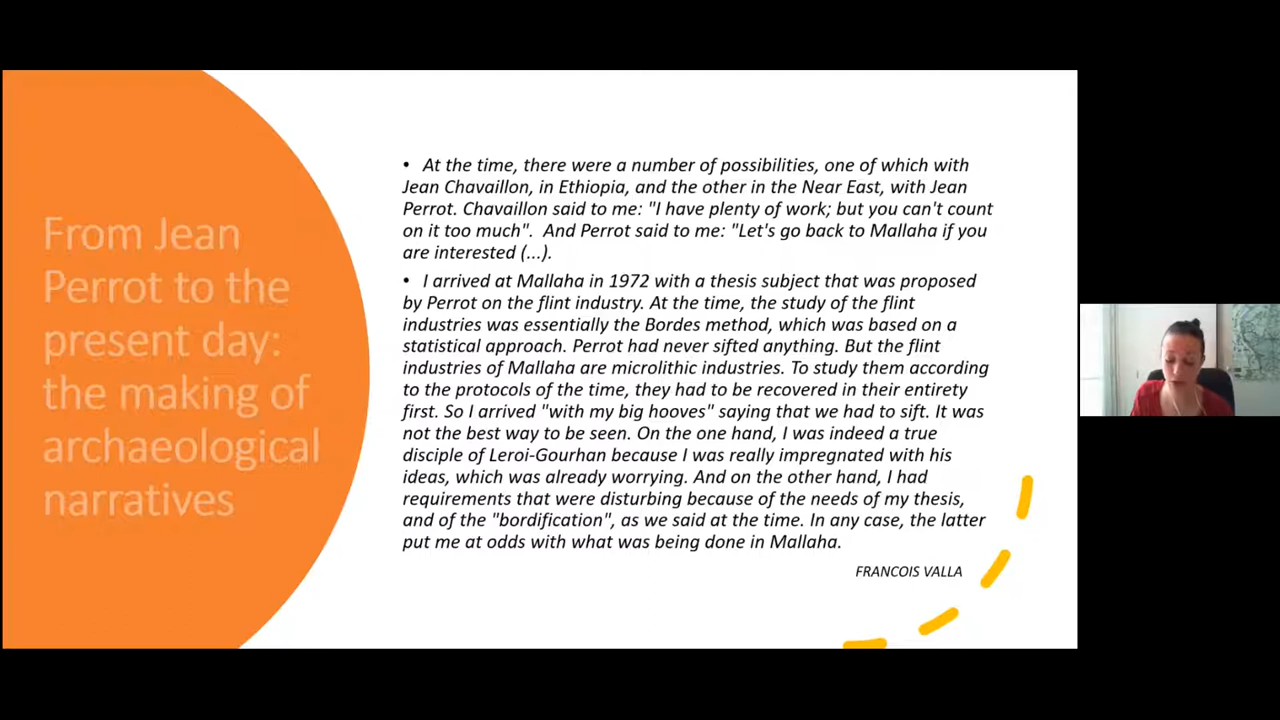 From Jean
Perrot to the
present day:
the making of
archaeological
narratives
• At the time, there were a number of possibilities, one of which with
Jean Chavaillon, in Ethiopia, and the other in the Near East, with Jean
Perrot. Chavaillon said to me: "I have plenty of work; but you can't count
on it too much".  And Perrot said to me: "Let's go back to Mallaha if you
are interested (...).
• I arrived at Mallaha in 1972 with a thesis subject that was proposed
by Perrot on the flint industry. At the time, the study of the flint
industries was essentially the Bordes method, which was based on a
statistical approach. Perrot had never sifted anything. But the flint
industries of Mallaha are microlithic industries. To study them according
to the protocols of the time, they had to be recovered in their entirety
first. So I arrived "with my big hooves" saying that we had to sift. It was
not the best way to be seen. On the one hand, I was indeed a true
disciple of Leroi-Gourhan because I was really impregnated with his
ideas, which was already worrying. And on the other hand, I had
requirements that were disturbing because of the needs of my thesis,
and of the "bordification", as we said at the time. In any case, the latter
put me at odds with what was being done in Mallaha.
FRANCOIS VALLA